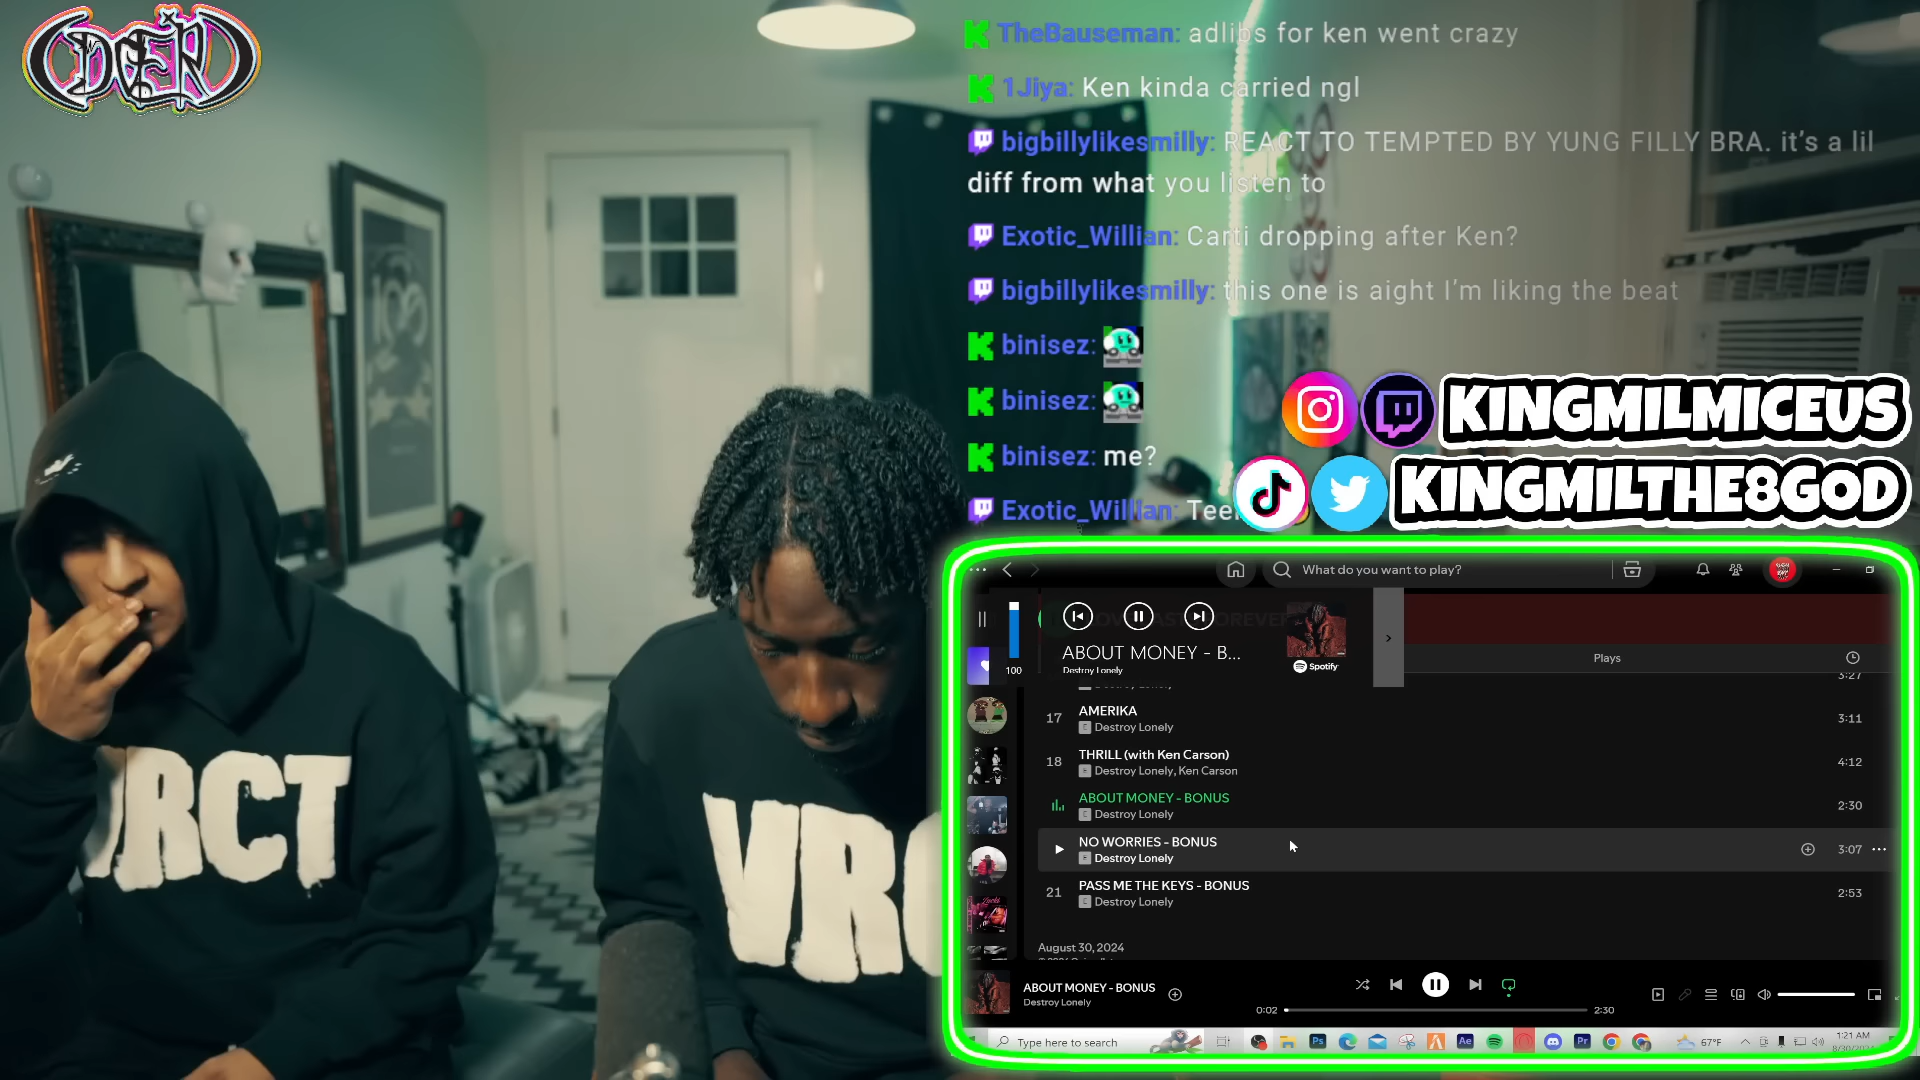 TheBauseman: adlibs for ken went crazy
1Jiya: Ken kinda carried ngl
bigbillylikesmilly: REACT TO TEMPTED BY YUNG FILLY BRA. it's a lil
diff from what you listen to
Exotic_Willian: Carti dropping after Ken?
bigbillylikesmilly: this one is aight I'm liking the beat
binisez:
binisez:
binisez: me?
Exotic_Willian:
KINGMILMICEUS
KINGMILTHE8GOD
VRCT
What do you want to play?
100
ABOUT MONEY - B...
Destroy Lonely
Spotify
Plays
3:27
17 AMERIKA 3:11
E Destroy Lonely
18 THRILL (with Ken Carson) 4:12
E Destroy Lonely, Ken Carson
ABOUT MONEY - BONUS 2:30
E Destroy Lonely
NO WORRIES - BONUS 3:07
E Destroy Lonely
21 PASS ME THE KEYS - BONUS 2:53
E Destroy Lonely
August 30, 2024
ABOUT MONEY - BONUS
Destroy Lonely
0:02 2:30
Type here to search
Ps
Ae
Pr
67°F
1:21 AM